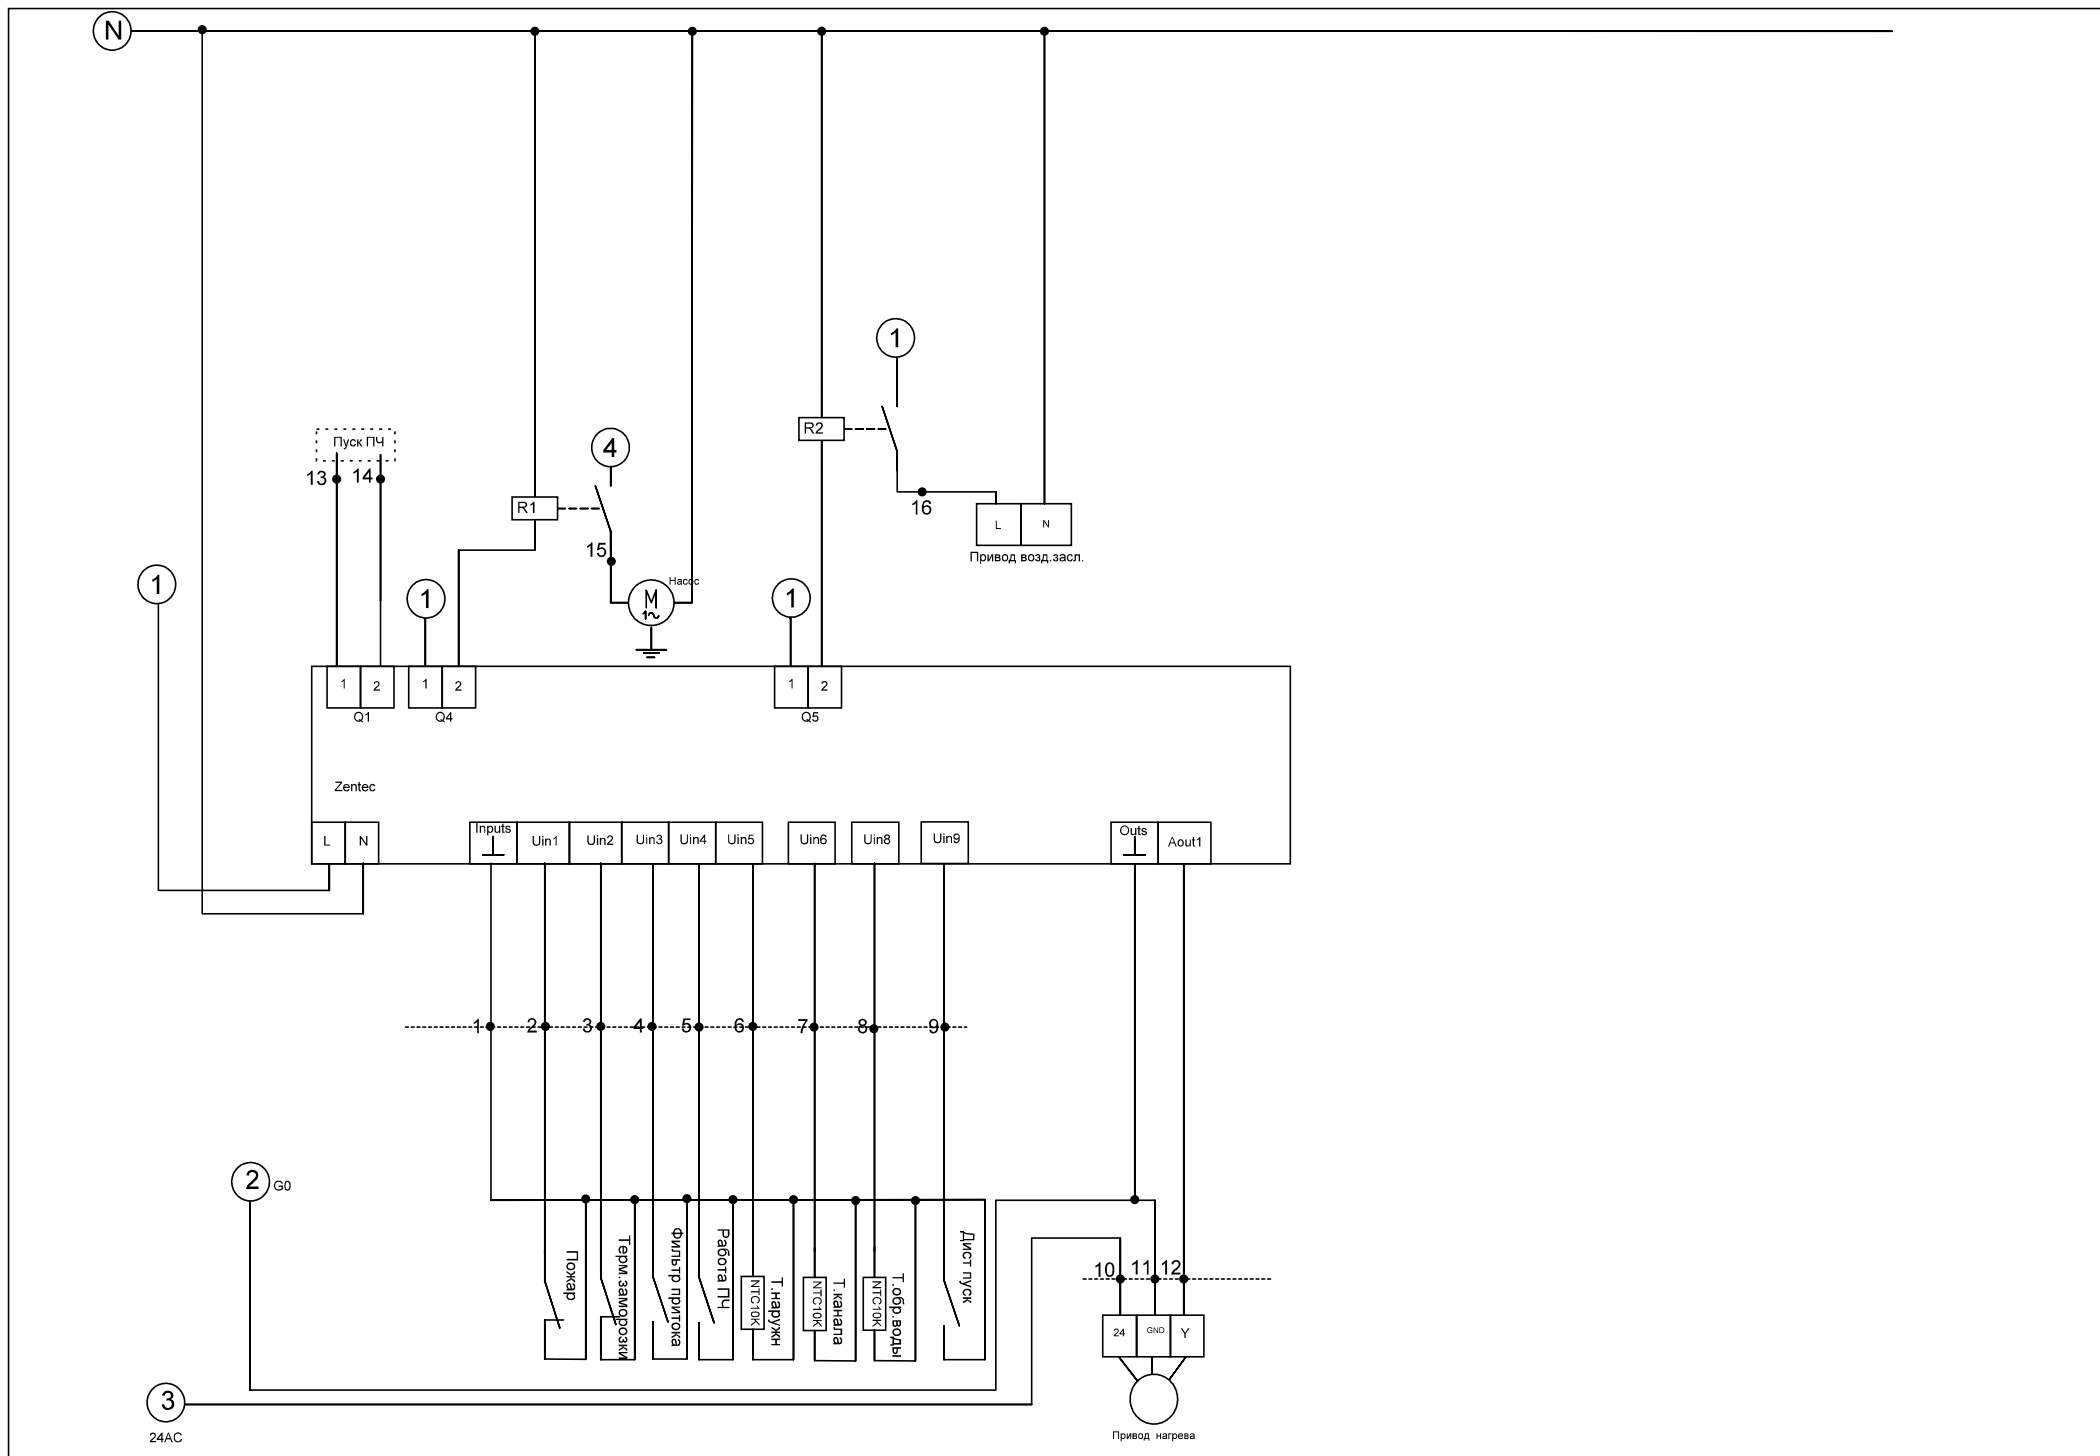 N
1
Пуск ПЧ
4
R2
13
14
R1
16
L
N
15
Привод возд.засл.
1
1
Насос
M
1~
1
1
2
1
2
1
2
Q1
Q4
Q5
Zentec
L
N
Inputs
Uin1
Uin2
Uin3
Uin4
Uin5
Uin6
Uin8
Uin9
Outs
Aout1
1
2
3
4
5
6
7
8
9
2
G0
Пожар
Терм.заморозки
Фильтр притока
Работа ПЧ
NTC10K
Т.наружн
NTC10K
Т.канала
NTC10K
Т.обр.воды
Дист пуск
10
11
12
24
GND
Y
3
24AC
Привод нагрева